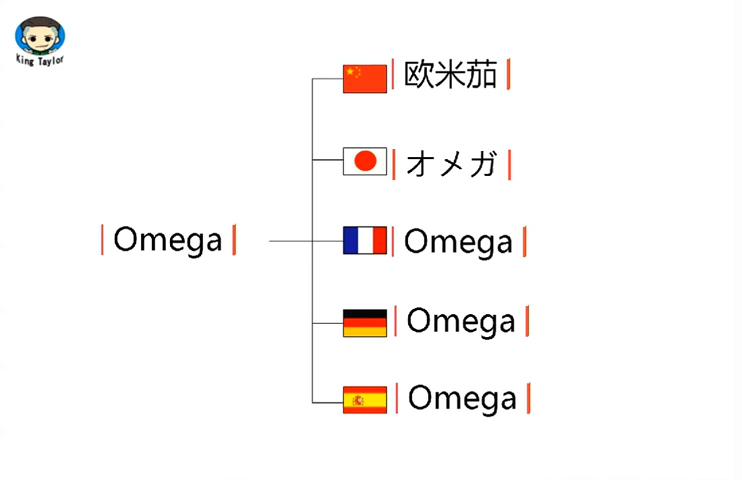 King Taylor
欧米茄
オメガ
Omega
Omega
Omega
Omega